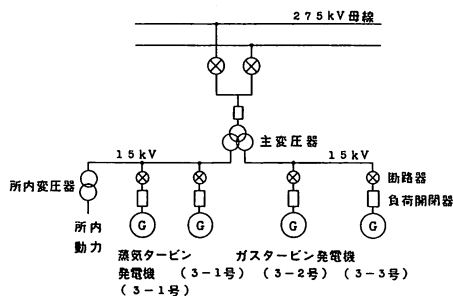 275kV母線
主変圧器
15kV
15kV
所内変圧器
断路器
負荷開閉器
G
G
G
G
所内
動力
蒸気タービン
発電機
(3-1号)
ガスタービン発電機
(3-1号)
(3-2号)
(3-3号)